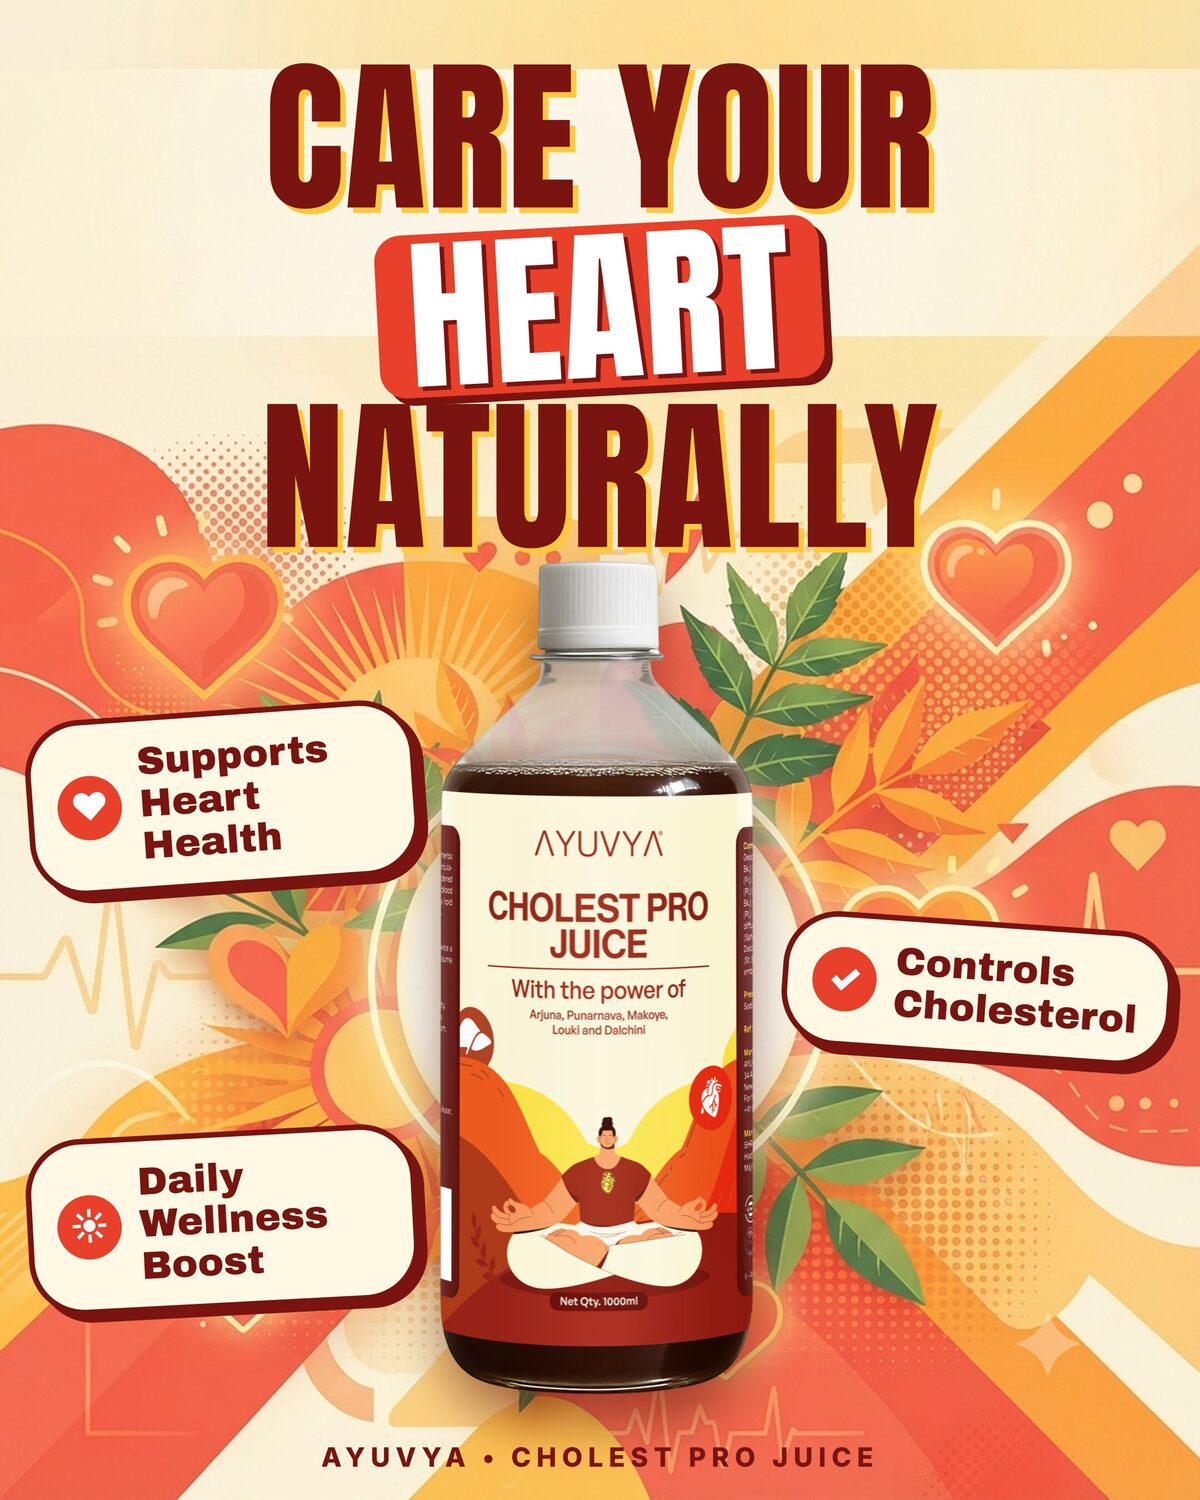 CARE YOUR
HEART
NATURALLY
Supports
Heart
Health
Controls
Cholesterol
Daily
Wellness
Boost
AYUVYA®
CHOLEST PRO
JUICE
With the power of
Arjuna, Punarnava, Makoye,
Louki and Dalchini
Net Qty. 1000ml
AYUVYA • CHOLEST PRO JUICE